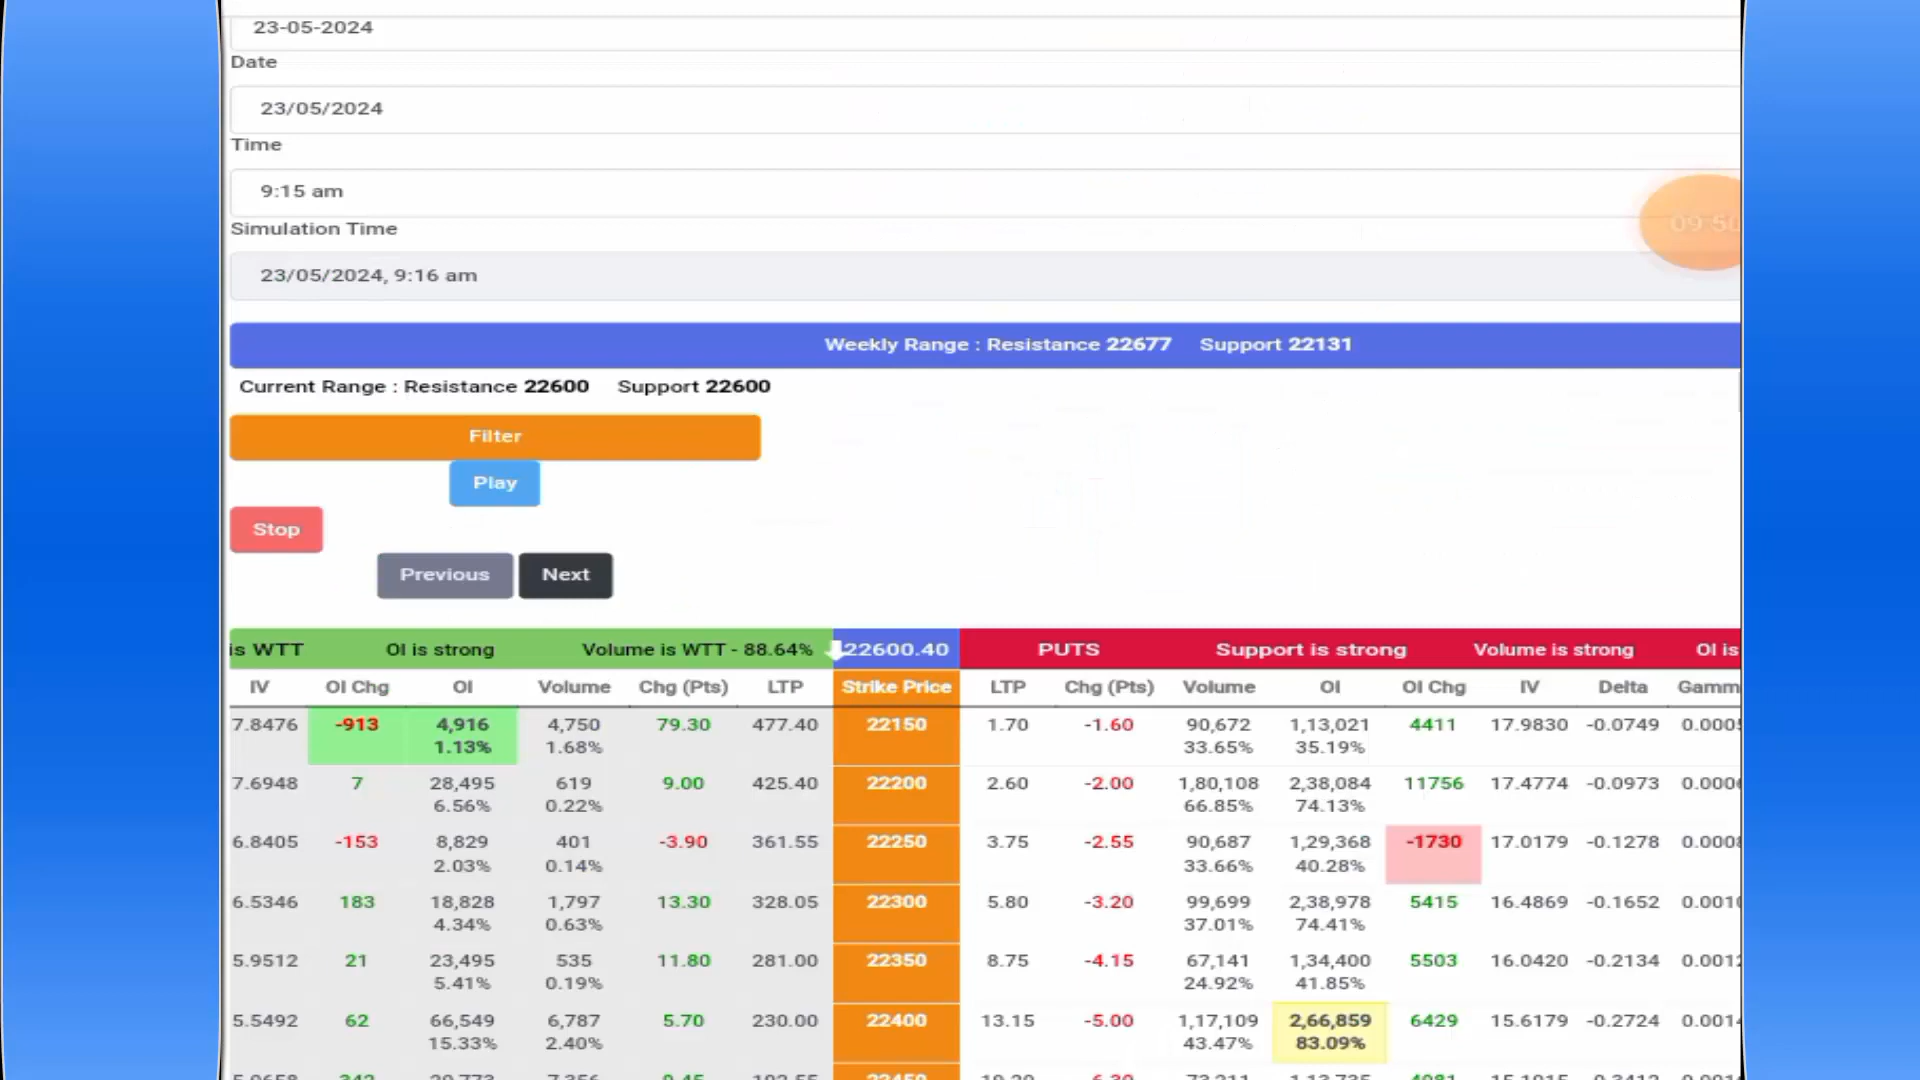 23-05-2024
Date
23/05/2024
Time
9:15 am
Simulation Time
23/05/2024, 9:16 am
Weekly Range : Resistance 22677 Support 22131
Current Range : Resistance 22600 Support 22600
Filter
Play
Stop
Previous Next
is WTT OI is strong Volume is WTT - 88.64% 22600.40 PUTS Support is strong Volume is strong OI is
IV OI Chg OI Volume Chg (Pts) LTP Strike Price LTP Chg (Pts) Volume OI OI Chg IV Delta Gamm
7.8476 -913 4,916 4,750 79.30 477.40 22150 1.70 -1.60 90,672 1,13,021 4411 17.9830 -0.0749 0.000
1.13% 1.68% 33.65% 35.19%
7.6948 7 28,495 619 9.00 425.40 22200 2.60 -2.00 1,80,108 2,38,084 11756 17.4774 -0.0973 0.000
6.56% 0.22% 66.85% 74.13%
6.8405 -153 8,829 401 -3.90 361.55 22250 3.75 -2.55 90,687 1,29,368 -1730 17.0179 -0.1278 0.000
2.03% 0.14% 33.66% 40.28%
6.5346 183 18,828 1,797 13.30 328.05 22300 5.80 -3.20 99,699 2,38,978 5415 16.4869 -0.1652 0.001
4.34% 0.63% 37.01% 74.41%
5.9512 21 23,495 535 11.80 281.00 22350 8.75 -4.15 67,141 1,34,400 5503 16.0420 -0.2134 0.001
5.41% 0.19% 24.92% 41.85%
5.5492 62 66,549 6,787 5.70 230.00 22400 13.15 -5.00 1,17,109 2,66,859 6429 15.6179 -0.2724 0.001
15.33% 2.40% 43.47% 83.09%